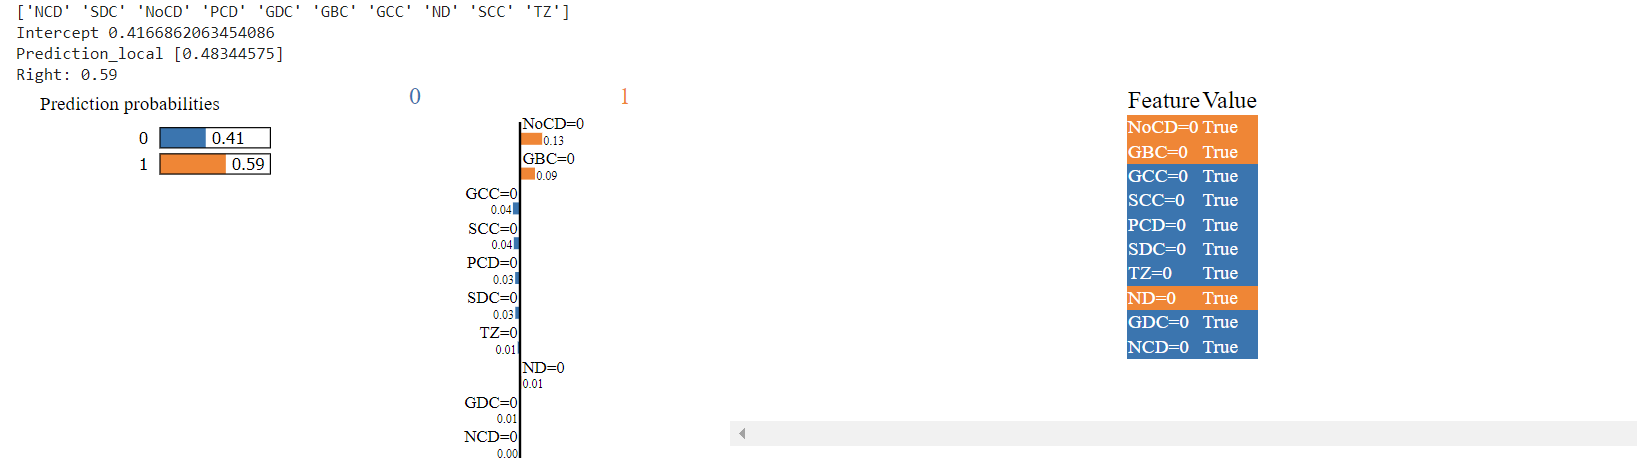 ['NCD' 'SDC' 'NoCD' 'PCD' 'GDC' 'GBC' 'GCC' 'ND' 'SCC' 'TZ']
Intercept 0.4166862063454086
Prediction_local [0.48344575]
Right: 0.59
Prediction probabilities
0 0.41
1 0.59
0 1
NoCD=0
0.13
GBC=0
0.09
GCC=0
0.04
SCC=0
0.04
PCD=0
0.03
SDC=0
0.03
TZ=0
0.01
ND=0
0.01
GDC=0
0.01
NCD=0
0.00
Feature Value
NoCD=0 True
GBC=0 True
GCC=0 True
SCC=0 True
PCD=0 True
SDC=0 True
TZ=0 True
ND=0 True
GDC=0 True
NCD=0 True